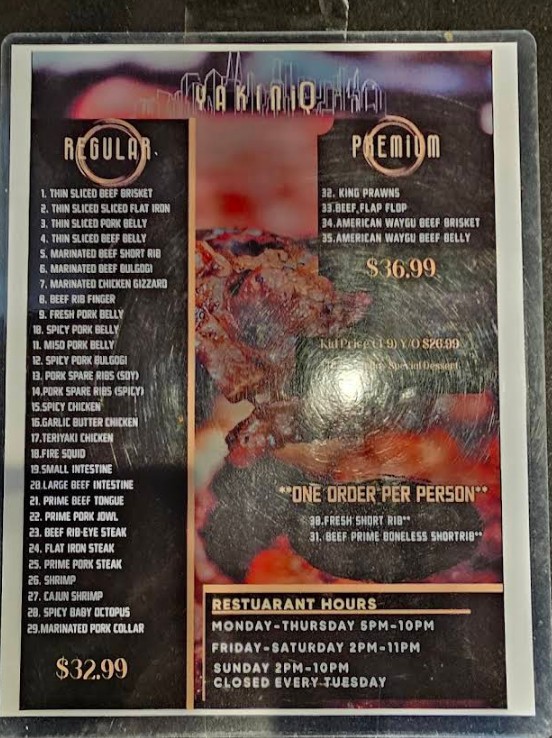 YAKINIQ
REGULAR
1. THIN SLICED BEEF BRISKET
2. THIN SLICED SLICED FLAT IRON
3. THIN SLICED PORK BELLY
4. THIN SLICED BEEF BELLY
5. MARINATED BEEF SHORT RIB
6. MARINATED BEEF BULGOGI
7. MARINATED CHICKEN GIZZARD
8. BEEF RIB FINGER
9. FRESH PORK BELLY
10. SPICY PORK BELLY
11. MISO PORK BELLY
12. SPICY PORK BULGOGI
13. PORK SPARE RIBS (SOY)
14.PORK SPARE RIBS (SPICY)
15.SPICY CHICKEN
16.GARLIC BUTTER CHICKEN
17.TERIYAKI CHICKEN
18.FIRE SQUID
19.SMALL INTESTINE
20.LARGE BEEF INTESTINE
21. PRIME BEEF TONGUE
22. PRIME PORK JOWL
23. BEEF RIB-EYE STEAK
24. FLAT IRON STEAK
25. PRIME PORK STEAK
26. SHRIMP
27. CAJUN SHRIMP
28. SPICY BABY OCTOPUS
29.MARINATED PORK COLLAR
$32.99
PREMIUM
32. KING PRAWNS
33.BEEF,FLAP FLOP
34.AMERICAN WAYGU BEEF BRISKET
35.AMERICAN WAYGU BEEF BELLY
$36.99
Kid Price Y/O $26.99
Special Dessert
**ONE ORDER PER PERSON**
30.FRESH SHORT RIB**
31. BEEF PRIME BONELESS SHORTRIB**
RESTUARANT HOURS
MONDAY-THURSDAY 5PM-10PM
FRIDAY-SATURDAY 2PM-11PM
SUNDAY 2PM-10PM
CLOSED EVERY TUESDAY